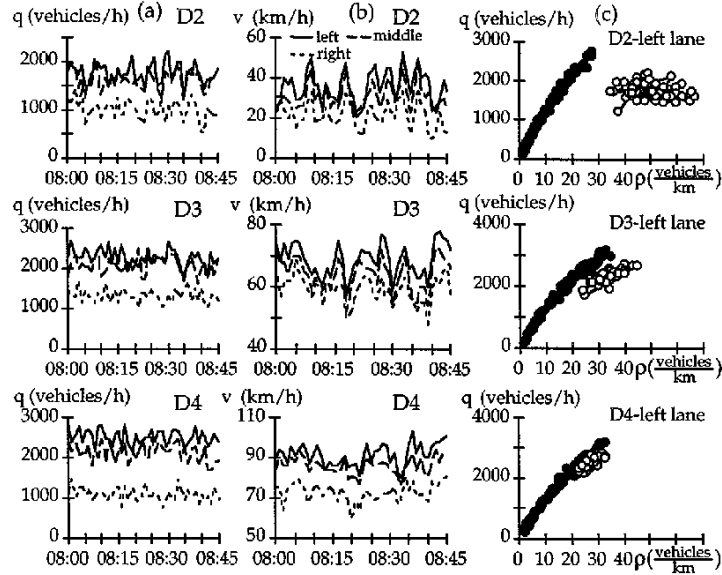 q (vehicles/h) (a) D2
3000
2000
1000
0
08:00 08:15 08:30 08:45
v (km/h) (b) D2
left middle
right
60
40
20
0
08:00 08:15 08:30 08:45
q (vehicles/h) (c)
D2-left lane
3000
2000
1000
0
0 10 20 30 40 ρ(vehicles/km)
q (vehicles/h) D3
3000
2000
1000
0
08:00 08:15 08:30 08:45
v (km/h) D3
80
60
40
08:00 08:15 08:30 08:45
q (vehicles/h)
D3-left lane
4000
2000
0
0 10 20 30 40 ρ(vehicles/km)
q (vehicles/h) D4
3000
2000
1000
0
08:00 08:15 08:30 08:45
v (km/h) D4
110
90
70
50
08:00 08:15 08:30 08:45
q (vehicles/h)
D4-left lane
4000
2000
0
0 10 20 30 40 ρ(vehicles/km)